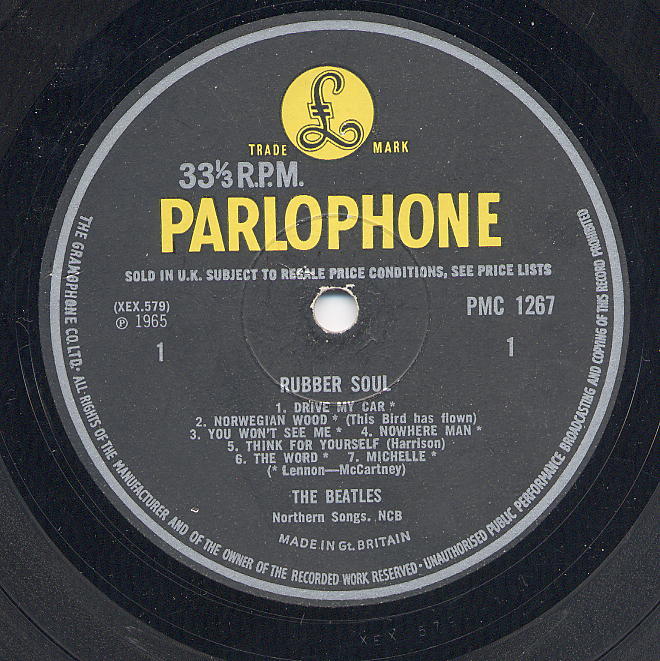 £
TRADE MARK
33⅓ R.P.M.
PARLOPHONE
SOLD IN U.K. SUBJECT TO RESALE PRICE CONDITIONS, SEE PRICE LISTS
(XEX.579)
℗ 1965
PMC 1267
1
1
RUBBER SOUL
1. DRIVE MY CAR *
2. NORWEGIAN WOOD * (This Bird has flown)
3. YOU WON'T SEE ME * 4. NOWHERE MAN *
5. THINK FOR YOURSELF (Harrison)
6. THE WORD * 7. MICHELLE *
(* Lennon—McCartney)
THE BEATLES
Northern Songs. NCB
MADE IN Gt. BRITAIN
THE GRAMOPHONE CO. LTD. ALL RIGHTS OF THE MANUFACTURER AND OF THE OWNER OF THE RECORDED WORK RESERVED · UNAUTHORISED PUBLIC PERFORMANCE BROADCASTING AND COPYING OF THIS RECORD PROHIBITED
XEX 57